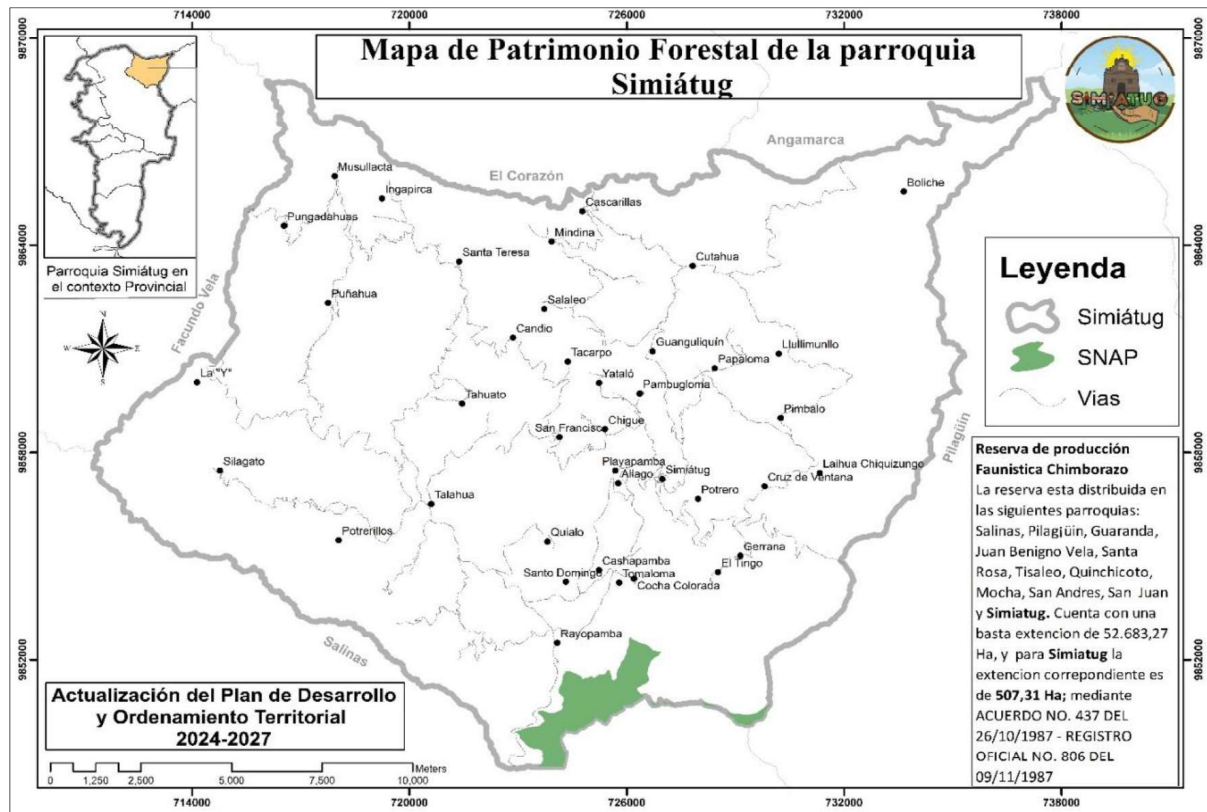 714000
720000
726000
732000
738000
9870000
9870000
Mapa de Patrimonio Forestal de la parroquia
Simiátug
SIMIATUG
Parroquia Simiátug en
el contexto Provincial
Angamarca
El Corazón
Facundo Vela
Pilagüin
Salinas
Musullacta
Ingapirca
Boliche
Cascarillas
Pungadahuas
Mindina
9864000
9864000
Santa Teresa
Cutahua
Puñahua
Salaleo
Candio
Guanguliquín
Llullimunllo
Tacarpo
Papaloma
La "Y"
Yataló
Pambugloma
Tahuato
Pimbalo
Chigue
San Francisco
9858000
9858000
Silagato
Playapamba
Allago
Simiátug
Laihua Chiquizungo
Cruz de Ventana
Talahua
Potrero
Potrerillos
Quialo
Gerrana
Cashapamba
El Tingo
Santo Domingo
Tomaloma
Cocha Colorada
Rayopamba
9852000
9852000
N
W
E
S
Leyenda
Simiátug
SNAP
Vias
Reserva de producción
Faunistica Chimborazo
La reserva esta distribuida en
las siguientes parroquias:
Salinas, Pilagjüin, Guaranda,
Juan Benigno Vela, Santa
Rosa, Tisaleo, Quinchicoto,
Mocha, San Andres, San Juan
y Simiatug. Cuenta con una
basta extencion de 52.683,27
Ha, y para Simiatug la
extencion correpondiente es
de 507,31 Ha; mediante
ACUERDO NO. 437 DEL
26/10/1987 - REGISTRO
OFICIAL NO. 806 DEL
09/11/1987
Actualización del Plan de Desarrollo
y Ordenamiento Territorial
2024-2027
0 1,250 2,500 5,000 7,500 10,000
Meters
714000
720000
726000
732000
738000